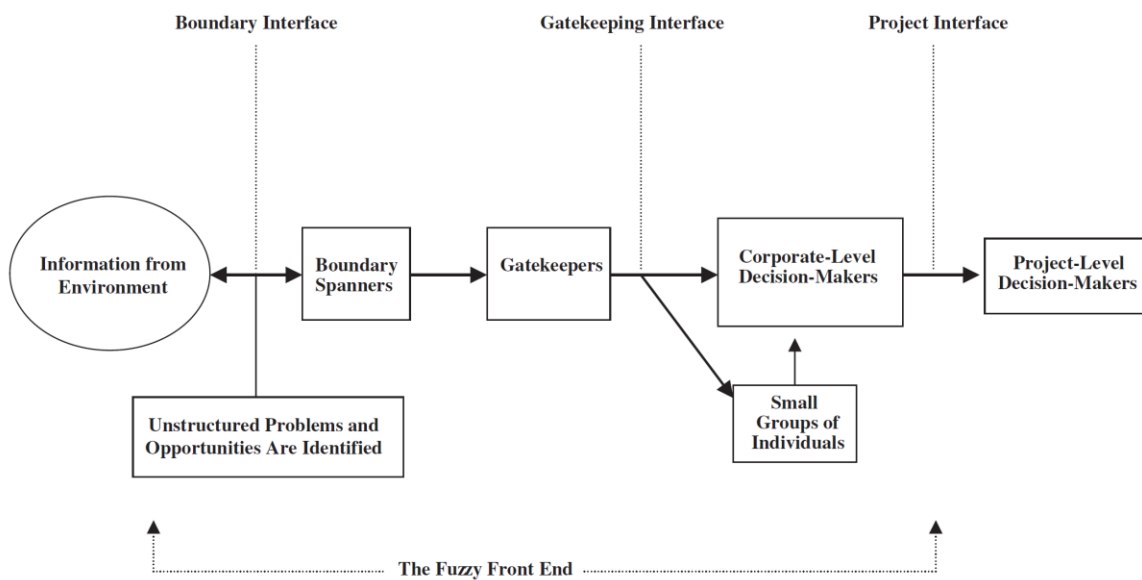 Boundary Interface
Gatekeeping Interface
Project Interface
Information from
Environment
Boundary
Spanners
Gatekeepers
Corporate-Level
Decision-Makers
Project-Level
Decision-Makers
Unstructured Problems and
Opportunities Are Identified
Small
Groups of
Individuals
The Fuzzy Front End